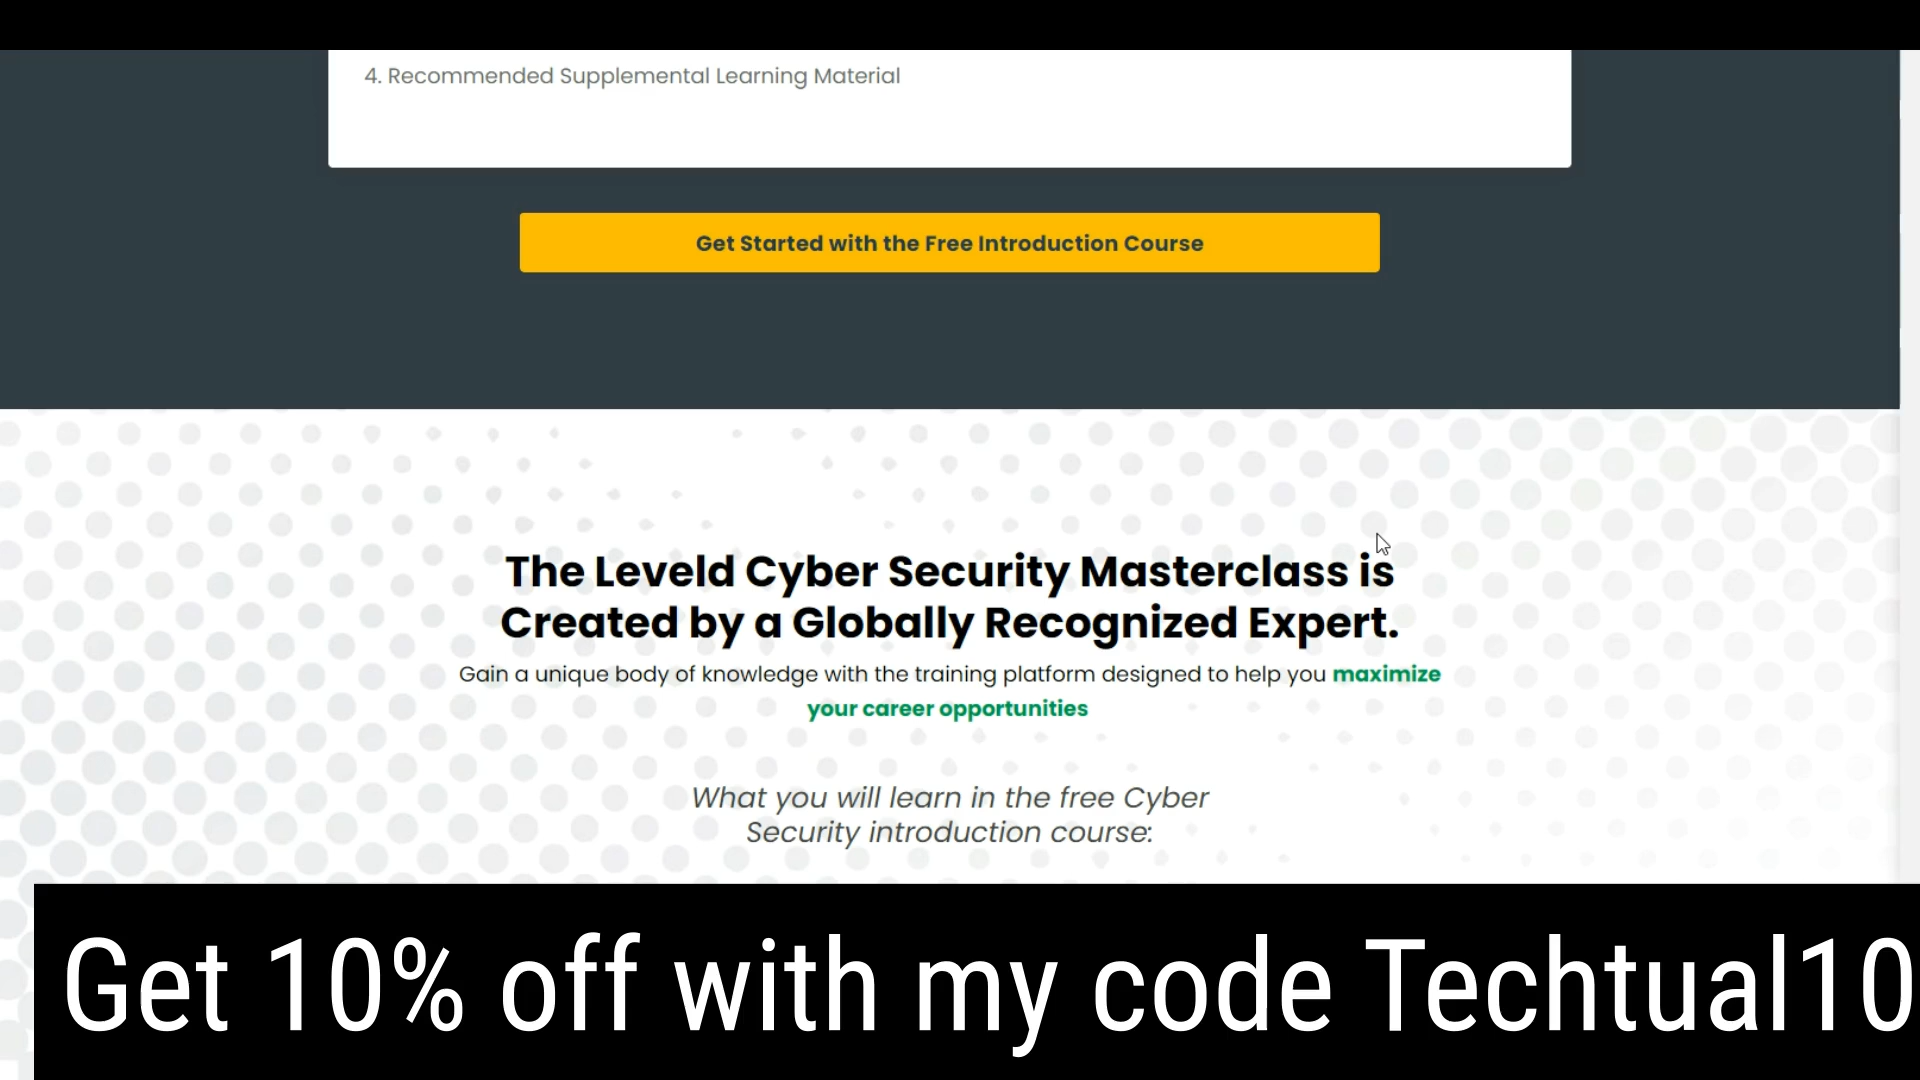 4. Recommended Supplemental Learning Material
Get Started with the Free Introduction Course
The Leveld Cyber Security Masterclass is
Created by a Globally Recognized Expert.
Gain a unique body of knowledge with the training platform designed to help you maximize
your career opportunities
What you will learn in the free Cyber
Security introduction course:
Get 10% off with my code Techtual10